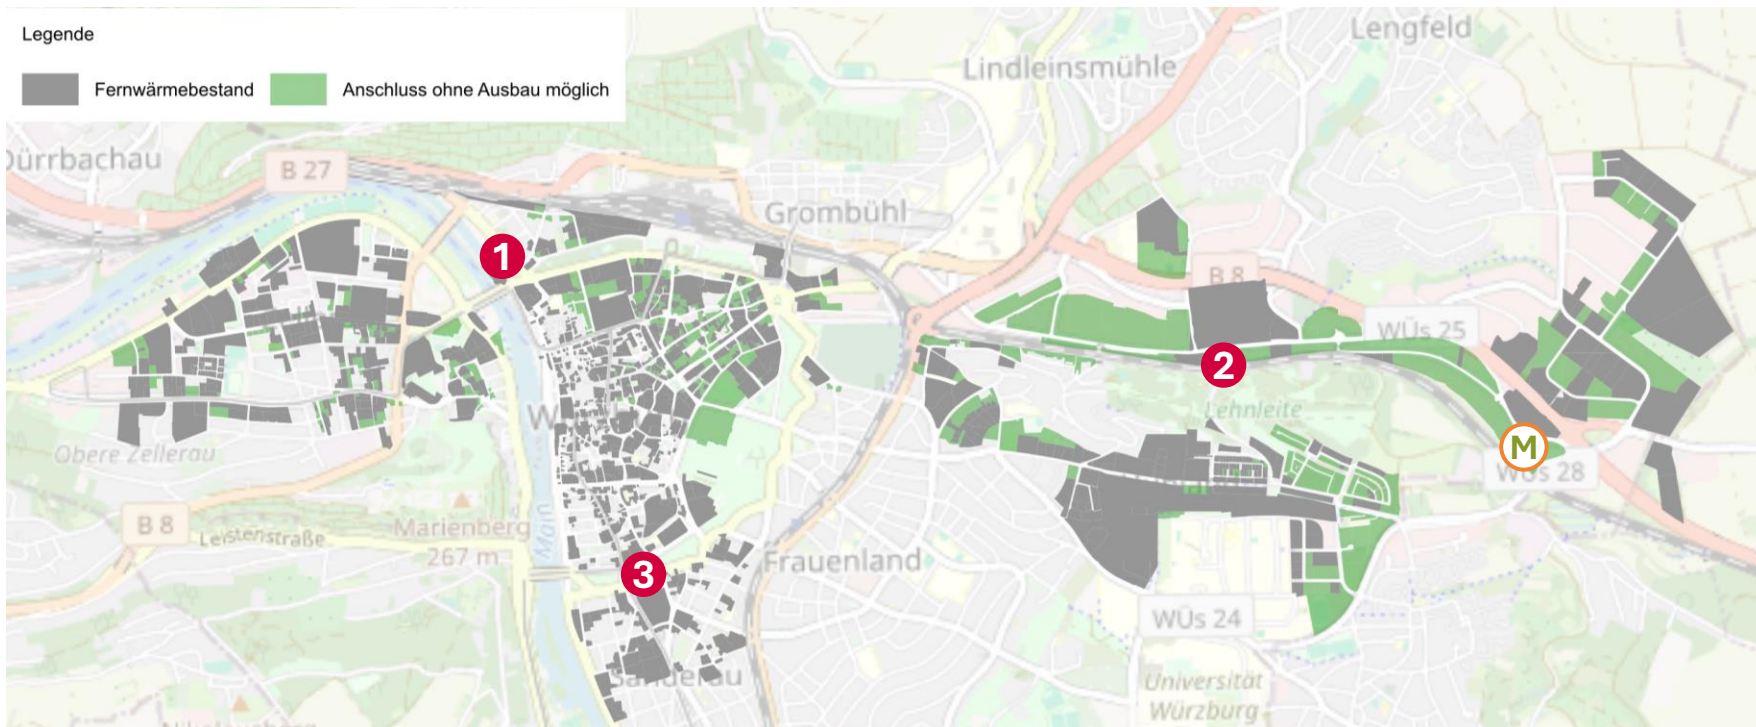 Legende
Fernwärmebestand
Anschluss ohne Ausbau möglich
Lengfeld
Lindleinsmühle
Dürrbachau
B 27
Grombühl
1
B 8
WÜs 25
2
Lehnleite
M
WÜs 28
Obere Zellerau
B 8
Leistenstraße
Marienberg
267 m
Main
Frauenland
3
WÜs 24
Sanderau
Universität
Würzburg